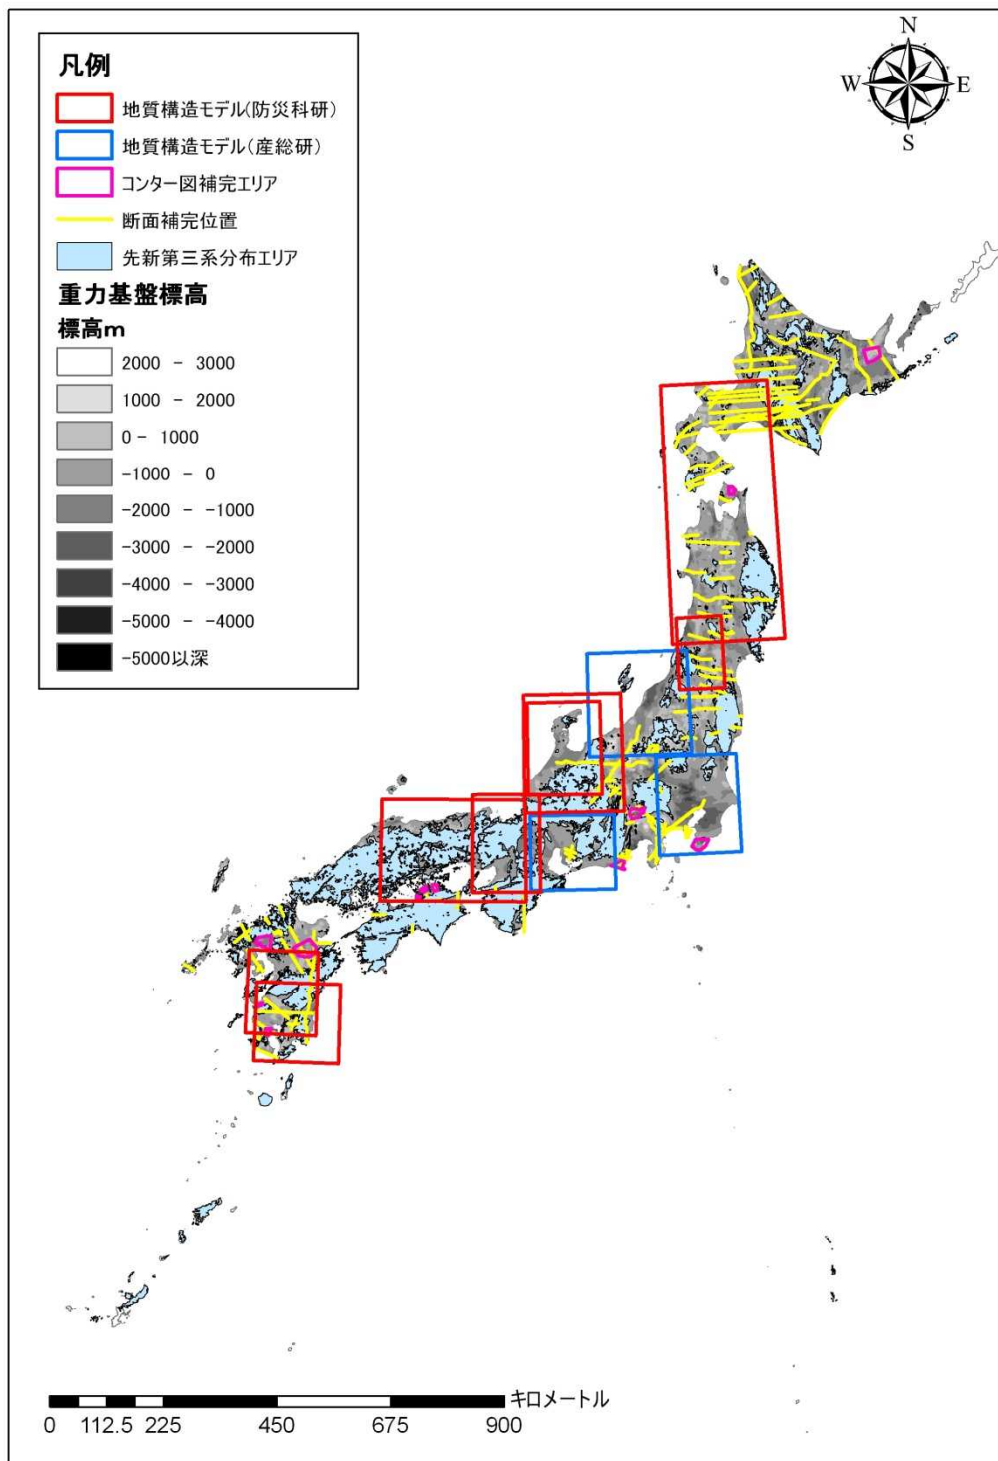 凡例
地質構造モデル(防災科研)
地質構造モデル(産総研)
コンター図補完エリア
断面補完位置
先新第三系分布エリア
重力基盤標高
標高m
2000 - 3000
1000 - 2000
0 - 1000
-1000 - 0
-2000 - -1000
-3000 - -2000
-4000 - -3000
-5000 - -4000
-5000以深
N
W E
S
キロメートル
0 112.5 225 450 675 900